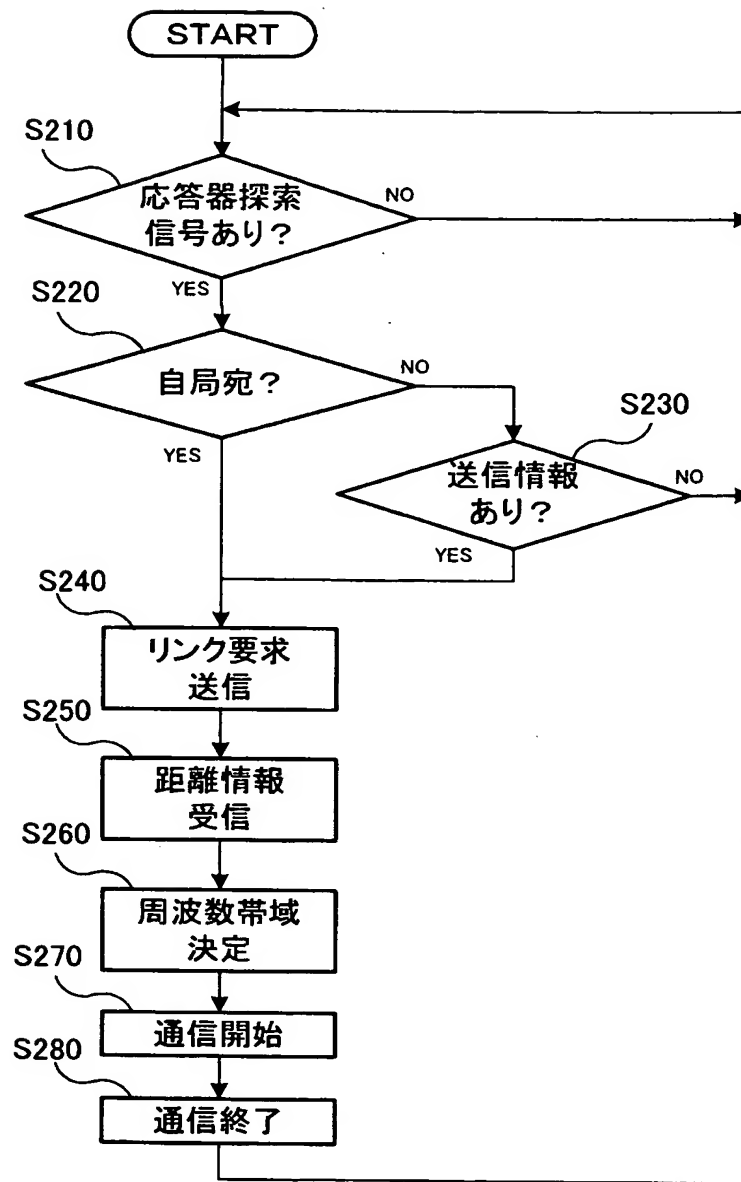 START
S210
応答器探索
信号あり?
NO
YES
S220
自局宛?
NO
YES
S230
送信情報
あり?
NO
YES
S240
リンク要求
送信
S250
距離情報
受信
S260
周波数帯域
決定
S270
通信開始
S280
通信終了